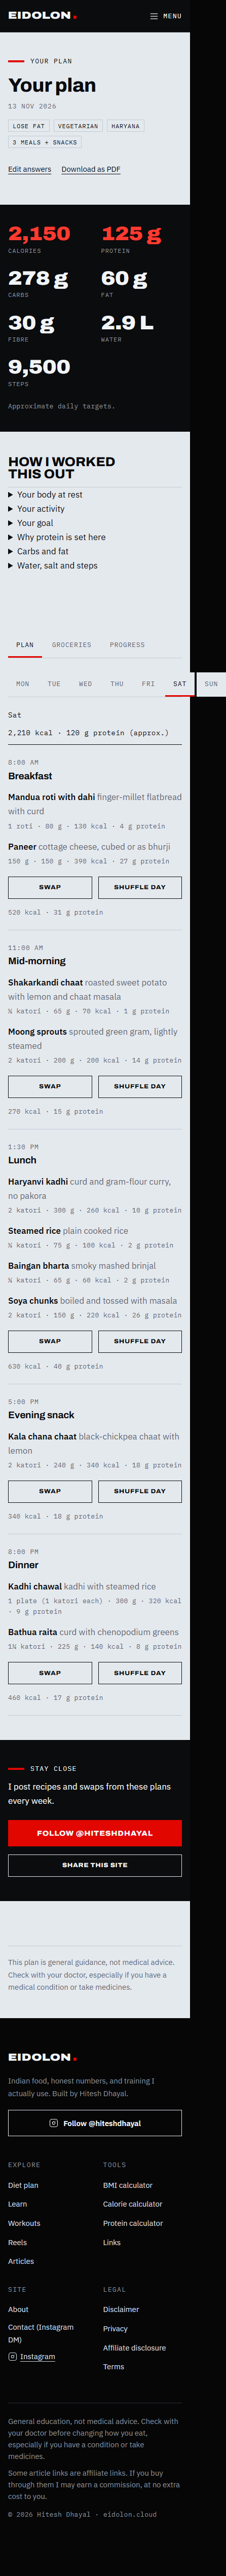 EIDOLON.
MENU
YOUR PLAN
Your plan
13 NOV 2026
LOSE FAT
VEGETARIAN
HARYANA
3 MEALS + SNACKS
Edit answers
Download as PDF
2,150
125 g
CALORIES
PROTEIN
278 g
60 g
CARBS
FAT
30 g
2.9 L
FIBRE
WATER
9,500
STEPS
Approximate daily targets.
HOW I WORKED
THIS OUT
▶ Your body at rest
▶ Your activity
▶ Your goal
▶ Why protein is set here
▶ Carbs and fat
▶ Water, salt and steps
PLAN
GROCERIES
PROGRESS
MON
TUE
WED
THU
FRI
SAT
SUN
Sat
2,210 kcal · 120 g protein (approx.)
8:00 AM
Breakfast
Mandua roti with dahi finger-millet flatbread
with curd
1 roti · 80 g · 130 kcal · 4 g protein
Paneer cottage cheese, cubed or as bhurji
150 g · 150 g · 390 kcal · 27 g protein
SWAP
SHUFFLE DAY
520 kcal · 31 g protein
11:00 AM
Mid-morning
Shakarkandi chaat roasted sweet potato
with lemon and chaat masala
½ katori · 65 g · 70 kcal · 1 g protein
Moong sprouts sprouted green gram, lightly
steamed
2 katori · 200 g · 200 kcal · 14 g protein
SWAP
SHUFFLE DAY
270 kcal · 15 g protein
1:30 PM
Lunch
Haryanvi kadhi curd and gram-flour curry,
no pakora
2 katori · 300 g · 260 kcal · 10 g protein
Steamed rice plain cooked rice
½ katori · 75 g · 100 kcal · 2 g protein
Baingan bharta smoky mashed brinjal
½ katori · 65 g · 60 kcal · 2 g protein
Soya chunks boiled and tossed with masala
2 katori · 150 g · 220 kcal · 26 g protein
SWAP
SHUFFLE DAY
630 kcal · 40 g protein
5:00 PM
Evening snack
Kala chana chaat black-chickpea chaat with
lemon
2 katori · 240 g · 340 kcal · 18 g protein
SWAP
SHUFFLE DAY
340 kcal · 18 g protein
8:00 PM
Dinner
Kadhi chawal kadhi with steamed rice
1 plate (1 katori each) · 300 g · 320 kcal
· 9 g protein
Bathua raita curd with chenopodium greens
1½ katori · 225 g · 140 kcal · 8 g protein
SWAP
SHUFFLE DAY
460 kcal · 17 g protein
STAY CLOSE
I post recipes and swaps from these plans
every week.
FOLLOW @HITESHDHAYAL
SHARE THIS SITE
This plan is general guidance, not medical advice.
Check with your doctor, especially if you have a
medical condition or take medicines.
EIDOLON.
Indian food, honest numbers, and training I
actually use. Built by Hitesh Dhayal.
Follow @hiteshdhayal
EXPLORE
TOOLS
Diet plan
BMI calculator
Learn
Calorie calculator
Workouts
Protein calculator
Reels
Links
Articles
SITE
LEGAL
About
Disclaimer
Contact (Instagram
DM)
Privacy
Instagram
Affiliate disclosure
Terms
General education, not medical advice. Check with
your doctor before changing how you eat,
especially if you have a condition or take
medicines.
Some article links are affiliate links. If you buy
through them I may earn a commission, at no extra
cost to you.
© 2026 Hitesh Dhayal · eidolon.cloud